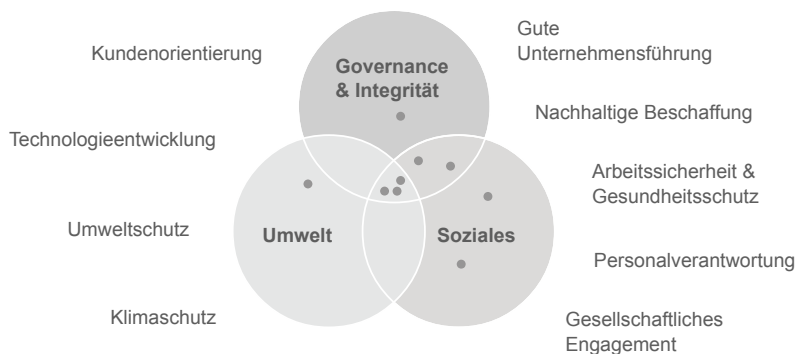 Kundenorientierung
Gute
Unternehmensführung
Governance
& Integrität
Nachhaltige Beschaffung
Technologieentwicklung
Arbeitssicherheit &
Gesundheitsschutz
Umweltschutz
Umwelt
Soziales
Personalverantwortung
Klimaschutz
Gesellschaftliches
Engagement